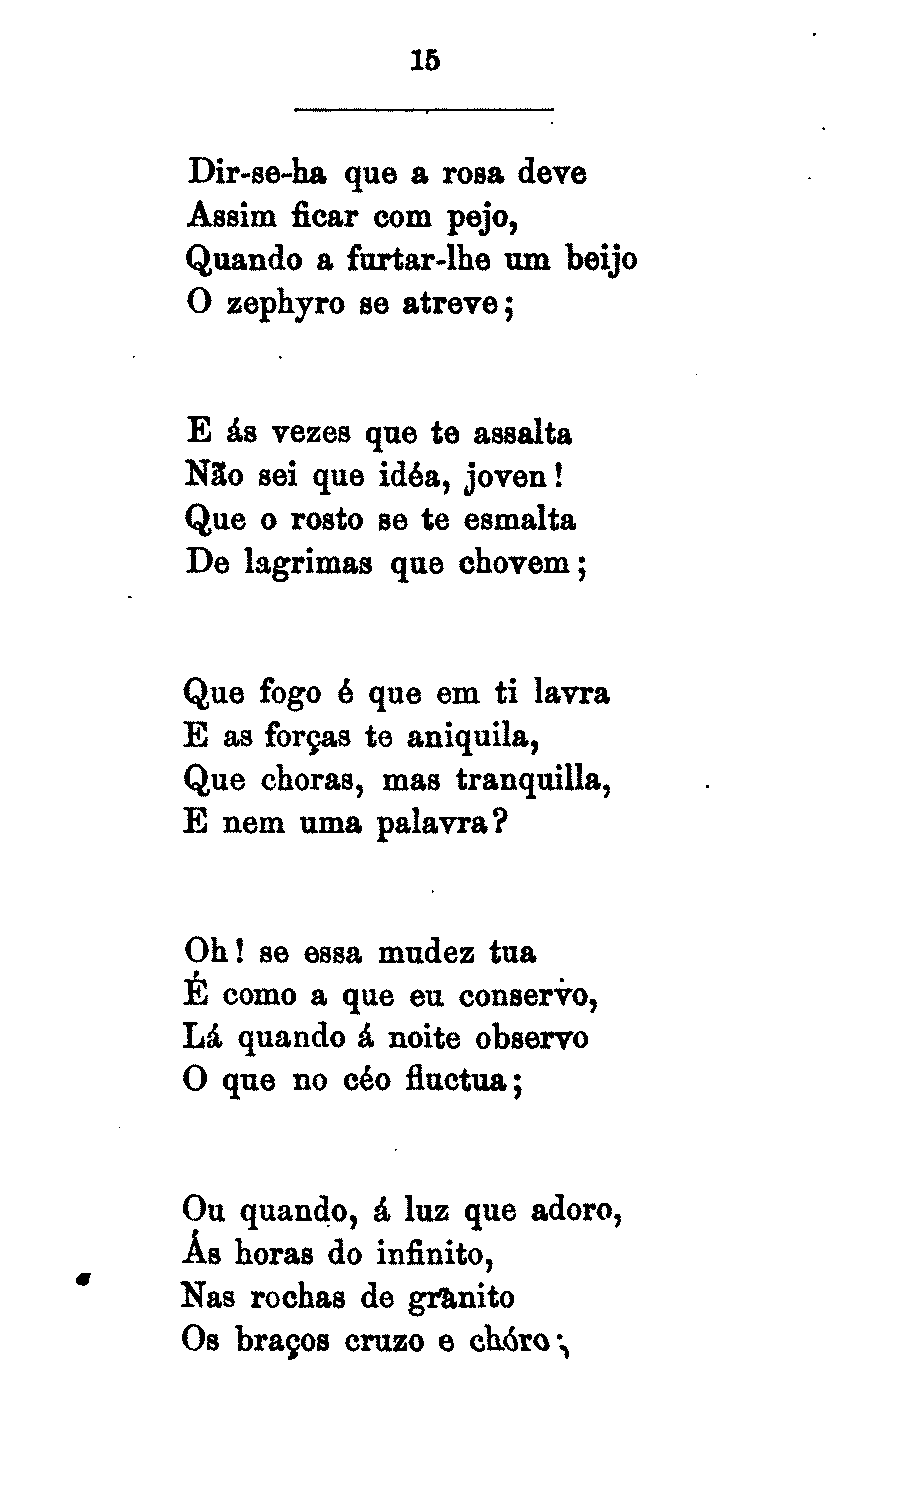 15
Dir-se-ha que a rosa deve
Assim ficar com pejo,
Quando a furtar-lhe um beijo
O zephyro se atreve;
E ás vezes que te assalta
Não sei que idéa, joven!
Que o rosto se te esmalta
De lagrimas que chovem;
Que fogo é que em ti lavra
E as forças te aniquila,
Que choras, mas tranquilla,
E nem uma palavra?
Oh! se essa mudez tua
É como a que eu conservo,
Lá quando á noite observo
O que no céo fluctua;
Ou quando, á luz que adoro,
Ás horas do infinito,
Nas rochas de granito
Os braços cruzo e chóro;